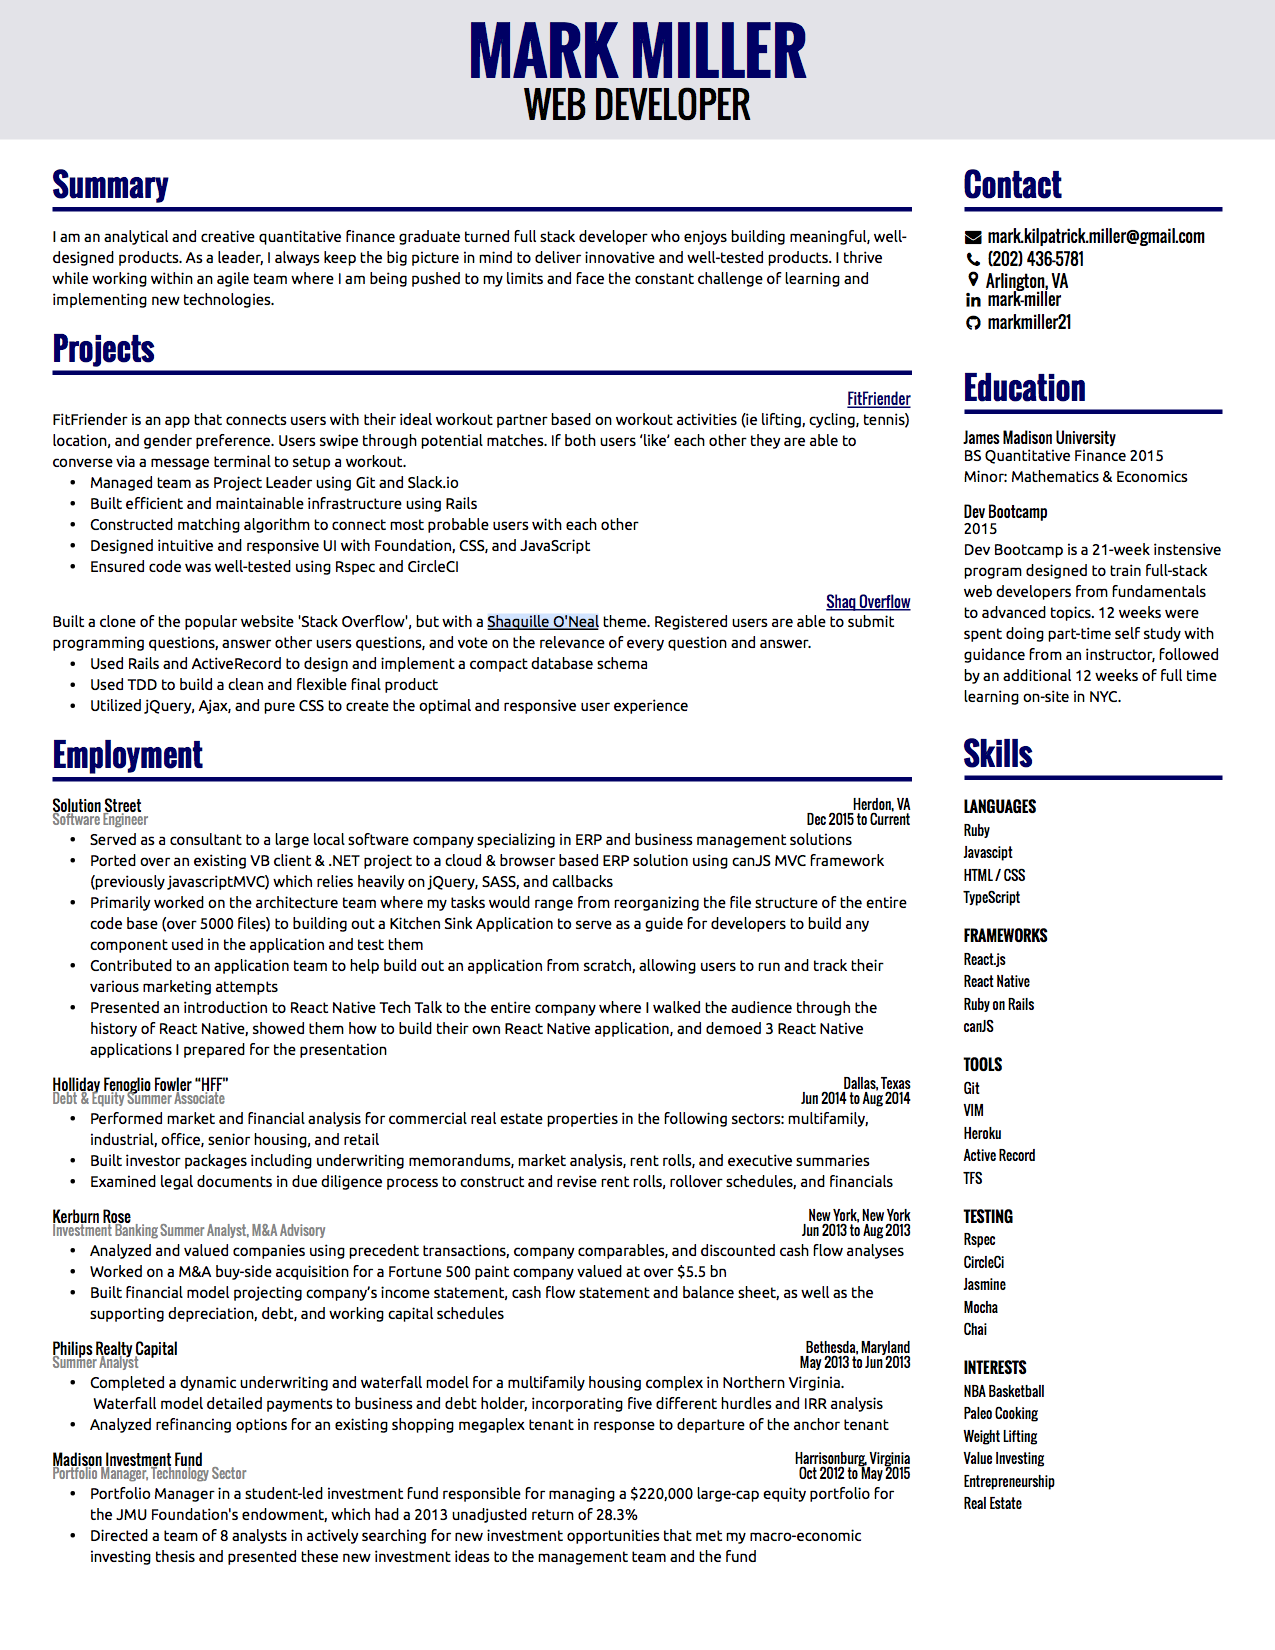 MARK MILLER
WEB DEVELOPER
Summary
I am an analytical and creative quantitative finance graduate turned full stack developer who enjoys building meaningful, well-
designed products. As a leader, I always keep the big picture in mind to deliver innovative and well-tested products. I thrive
while working within an agile team where I am being pushed to my limits and face the constant challenge of learning and
implementing new technologies.
Projects
FitFriender
FitFriender is an app that connects users with their ideal workout partner based on workout activities (ie lifting, cycling, tennis)
location, and gender preference. Users swipe through potential matches. If both users ‘like’ each other they are able to
converse via a message terminal to setup a workout.
• Managed team as Project Leader using Git and Slack.io
• Built efficient and maintainable infrastructure using Rails
• Constructed matching algorithm to connect most probable users with each other
• Designed intuitive and responsive UI with Foundation, CSS, and JavaScript
• Ensured code was well-tested using Rspec and CircleCI
Shaq Overflow
Built a clone of the popular website 'Stack Overflow', but with a Shaquille O'Neal theme. Registered users are able to submit
programming questions, answer other users questions, and vote on the relevance of every question and answer.
• Used Rails and ActiveRecord to design and implement a compact database schema
• Used TDD to build a clean and flexible final product
• Utilized jQuery, Ajax, and pure CSS to create the optimal and responsive user experience
Employment
Solution Street
Herdon, VA
Software Engineer
Dec 2015 to Current
• Served as a consultant to a large local software company specializing in ERP and business management solutions
• Ported over an existing VB client & .NET project to a cloud & browser based ERP solution using canJS MVC framework
(previously javascriptMVC) which relies heavily on jQuery, SASS, and callbacks
• Primarily worked on the architecture team where my tasks would range from reorganizing the file structure of the entire
code base (over 5000 files) to building out a Kitchen Sink Application to serve as a guide for developers to build any
component used in the application and test them
• Contributed to an application team to help build out an application from scratch, allowing users to run and track their
various marketing attempts
• Presented an introduction to React Native Tech Talk to the entire company where I walked the audience through the
history of React Native, showed them how to build their own React Native application, and demoed 3 React Native
applications I prepared for the presentation
Holliday Fenoglio Fowler “HFF”
Dallas, Texas
Debt & Equity Summer Associate
Jun 2014 to Aug 2014
• Performed market and financial analysis for commercial real estate properties in the following sectors: multifamily,
industrial, office, senior housing, and retail
• Built investor packages including underwriting memorandums, market analysis, rent rolls, and executive summaries
• Examined legal documents in due diligence process to construct and revise rent rolls, rollover schedules, and financials
Kerburn Rose
New York, New York
Investment Banking Summer Analyst, M&A Advisory
Jun 2013 to Aug 2013
• Analyzed and valued companies using precedent transactions, company comparables, and discounted cash flow analyses
• Worked on a M&A buy-side acquisition for a Fortune 500 paint company valued at over $5.5 bn
• Built financial model projecting company’s income statement, cash flow statement and balance sheet, as well as the
supporting depreciation, debt, and working capital schedules
Philips Realty Capital
Bethesda, Maryland
Summer Analyst
May 2013 to Jun 2013
• Completed a dynamic underwriting and waterfall model for a multifamily housing complex in Northern Virginia.
Waterfall model detailed payments to business and debt holder, incorporating five different hurdles and IRR analysis
• Analyzed refinancing options for an existing shopping megaplex tenant in response to departure of the anchor tenant
Madison Investment Fund
Harrisonburg, Virginia
Portfolio Manager, Technology Sector
Oct 2012 to May 2015
• Portfolio Manager in a student-led investment fund responsible for managing a $220,000 large-cap equity portfolio for
the JMU Foundation's endowment, which had a 2013 unadjusted return of 28.3%
• Directed a team of 8 analysts in actively searching for new investment opportunities that met my macro-economic
investing thesis and presented these new investment ideas to the management team and the fund
Contact
mark.kilpatrick.miller@gmail.com
(202) 436-5781
Arlington, VA
in mark-miller
markmiller21
Education
James Madison University
BS Quantitative Finance 2015
Minor: Mathematics & Economics
Dev Bootcamp
2015
Dev Bootcamp is a 21-week instensive
program designed to train full-stack
web developers from fundamentals
to advanced topics. 12 weeks were
spent doing part-time self study with
guidance from an instructor, followed
by an additional 12 weeks of full time
learning on-site in NYC.
Skills
LANGUAGES
Ruby
Javascipt
HTML / CSS
TypeScript
FRAMEWORKS
React.js
React Native
Ruby on Rails
canJS
TOOLS
Git
VIM
Heroku
Active Record
TFS
TESTING
Rspec
CircleCi
Jasmine
Mocha
Chai
INTERESTS
NBA Basketball
Paleo Cooking
Weight Lifting
Value Investing
Entrepreneurship
Real Estate